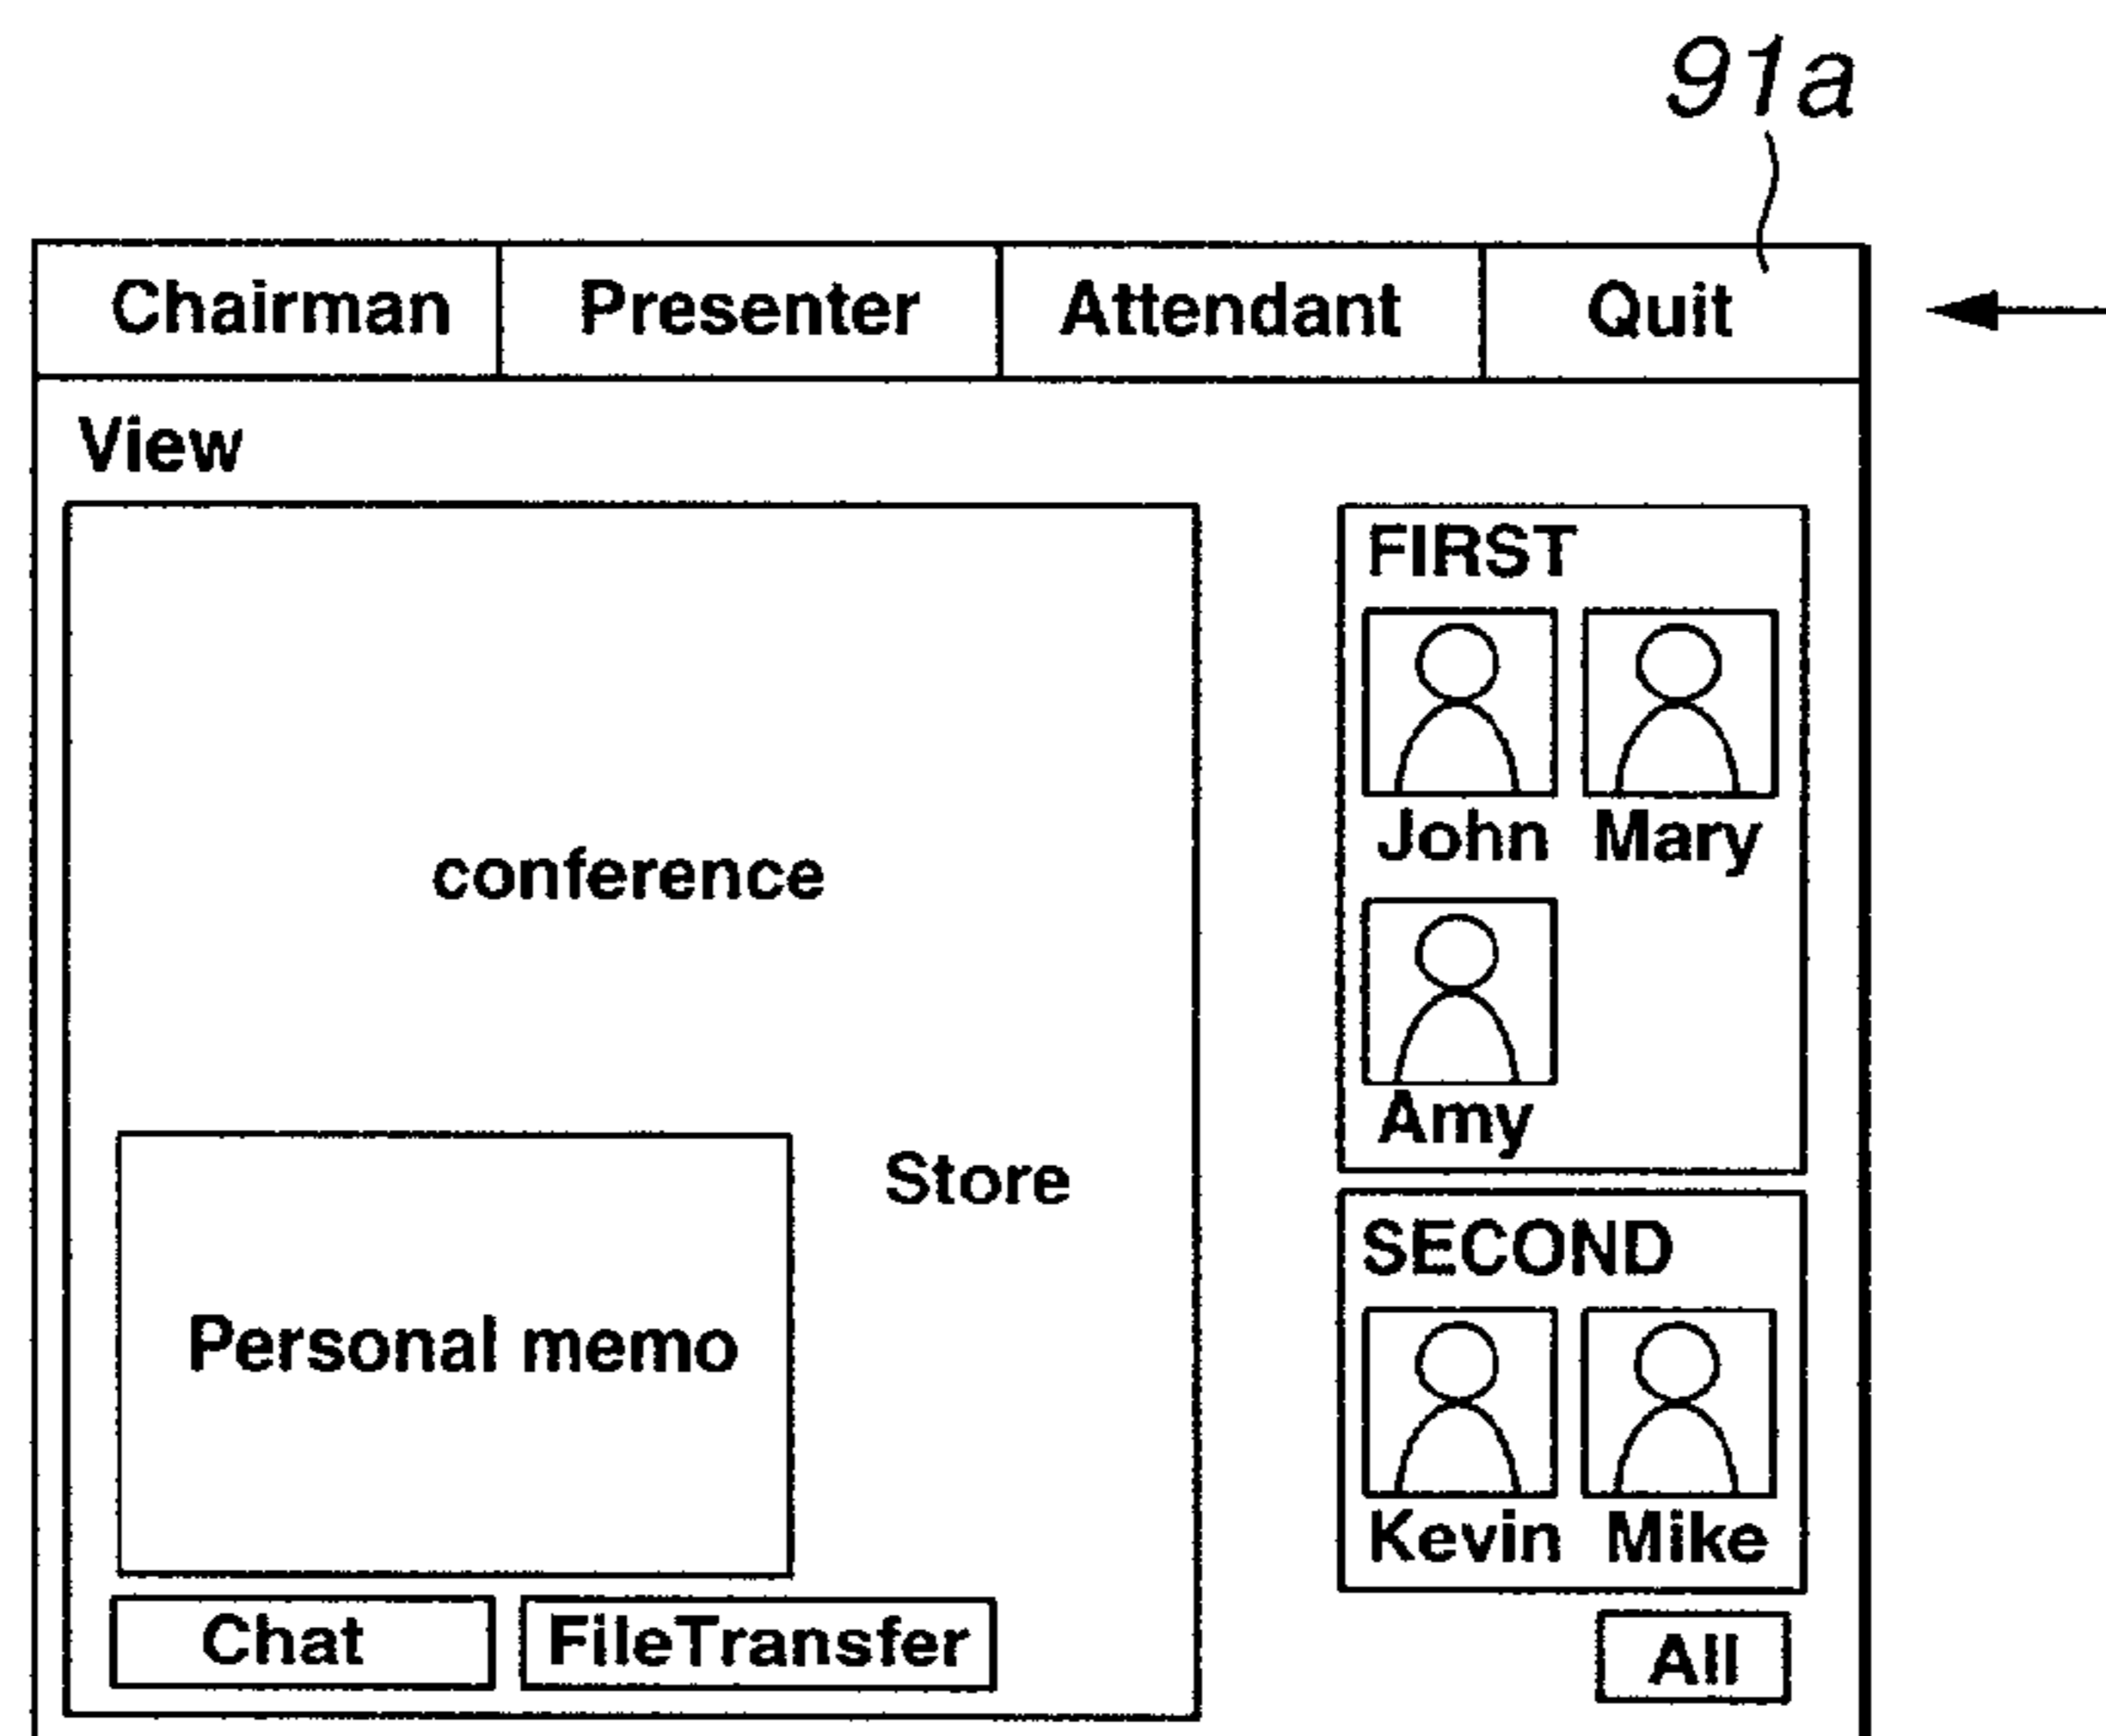 91a
Chairman Presenter Attendant Quit
View
conference
Store
Personal memo
Chat FileTransfer
FIRST
John Mary
Amy
SECOND
Kevin Mike
All